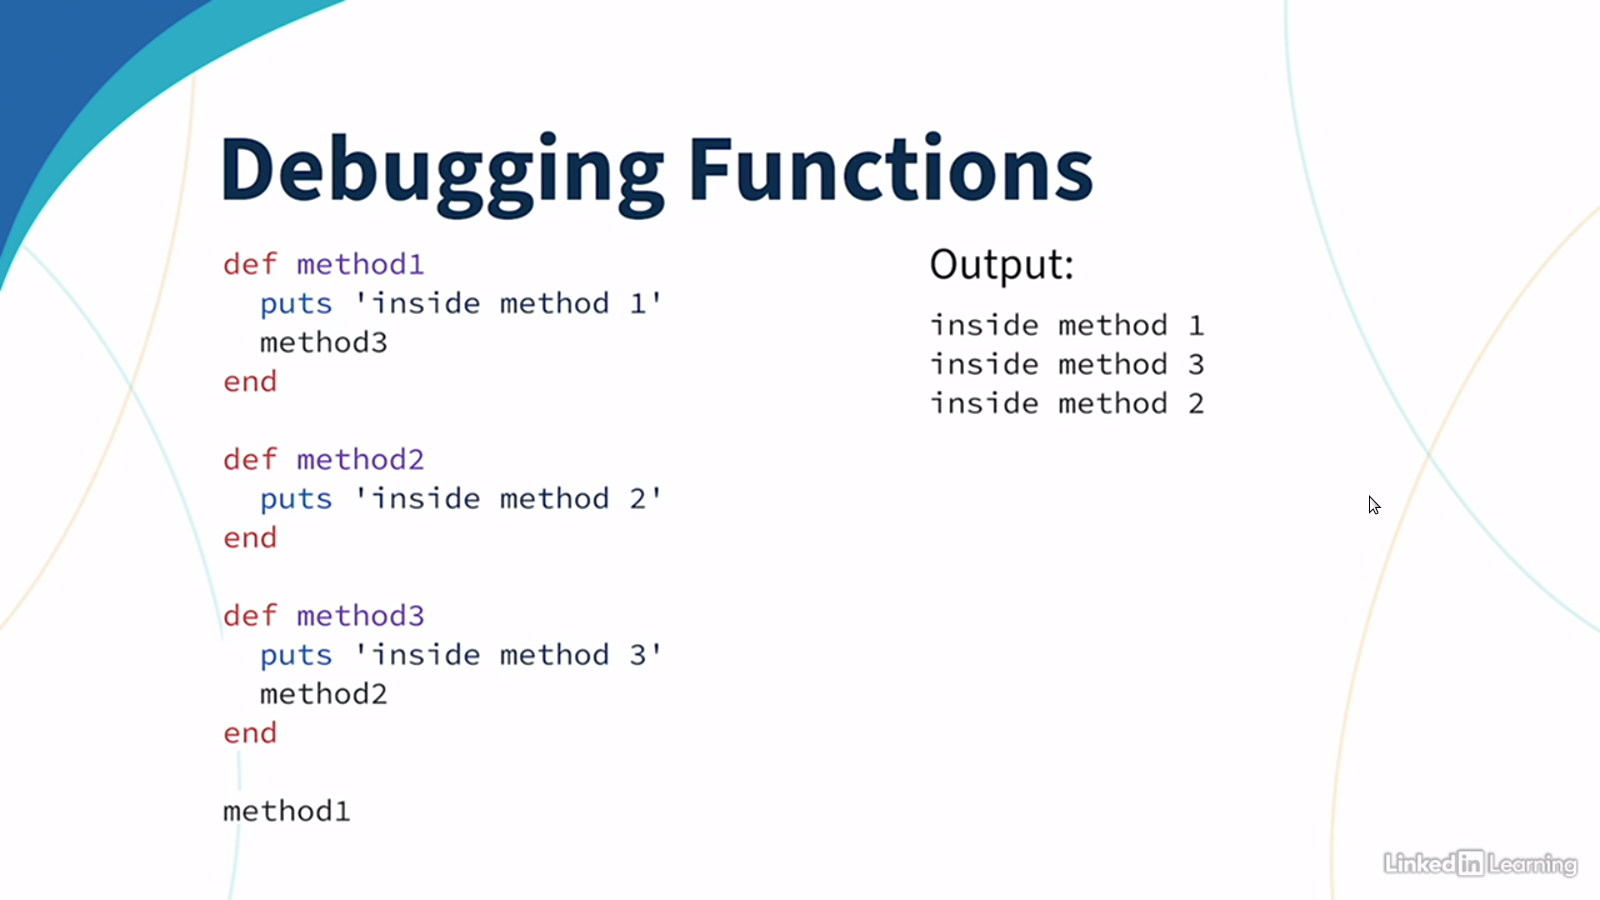 Debugging Functions
def method1
  puts 'inside method 1'
  method3
end

def method2
  puts 'inside method 2'
end

def method3
  puts 'inside method 3'
  method2
end

method1
Output:
inside method 1
inside method 3
inside method 2
LinkedIn Learning